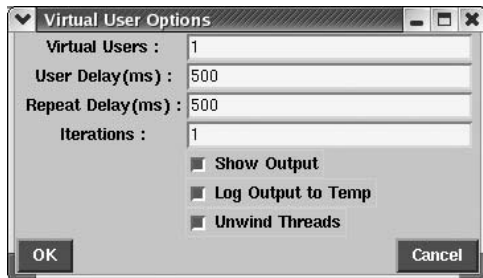 Virtual User Options
Virtual Users : 1
User Delay(ms) : 500
Repeat Delay(ms) : 500
Iterations : 1
Show Output
Log Output to Temp
Unwind Threads
OK Cancel